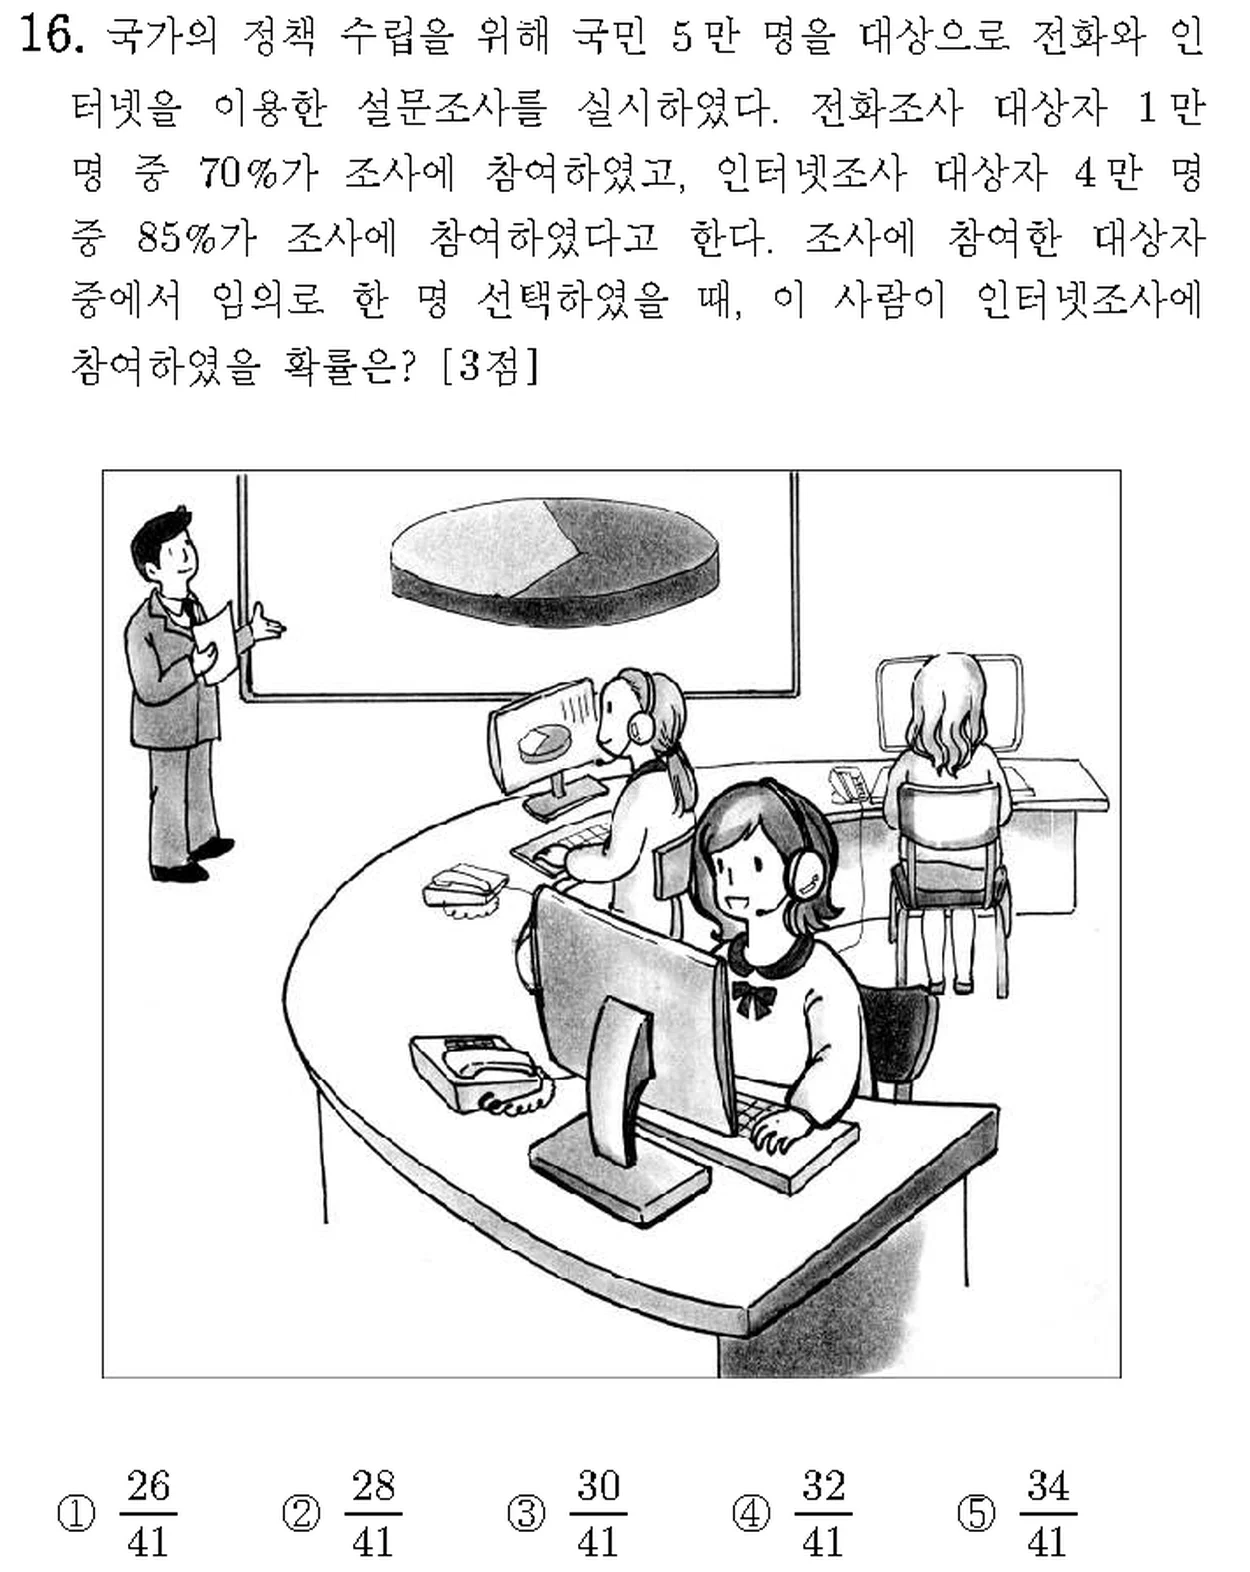 16. 국가의 정책 수립을 위해 국민 5만 명을 대상으로 전화와 인
터넷을 이용한 설문조사를 실시하였다. 전화조사 대상자 1만
명 중 70%가 조사에 참여하였고, 인터넷조사 대상자 4만 명
중 85%가 조사에 참여하였다고 한다. 조사에 참여한 대상자
중에서 임의로 한 명 선택하였을 때, 이 사람이 인터넷조사에
참여하였을 확률은? [3점]
① 26/41 ② 28/41 ③ 30/41 ④ 32/41 ⑤ 34/41